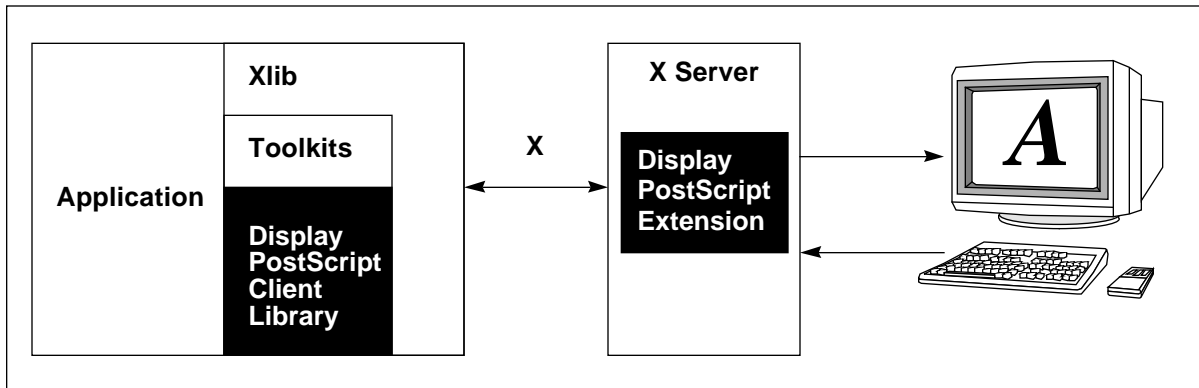 Application
Xlib
Toolkits
Display
PostScript
Client
Library
X
X Server
Display
PostScript
Extension
A